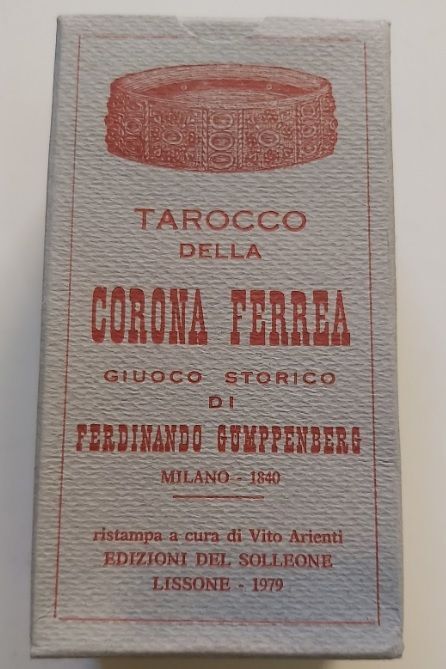 TAROCCO
DELLA
CORONA FERREA
GIUOCO STORICO
DI
FERDINANDO GUMPPENBERG
MILANO - 1840
ristampa a cura di Vito Arienti
EDIZIONI DEL SOLLEONE
LISSONE - 1979